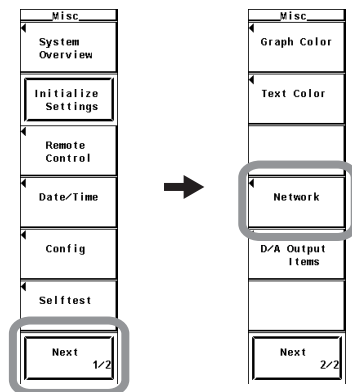 Misc
System
Overview
Initialize
Settings
Remote
Control
Date/Time
Config
Selftest
Next
1/2
Misc
Graph Color
Text Color
Network
D/A Output
Items
Next
2/2